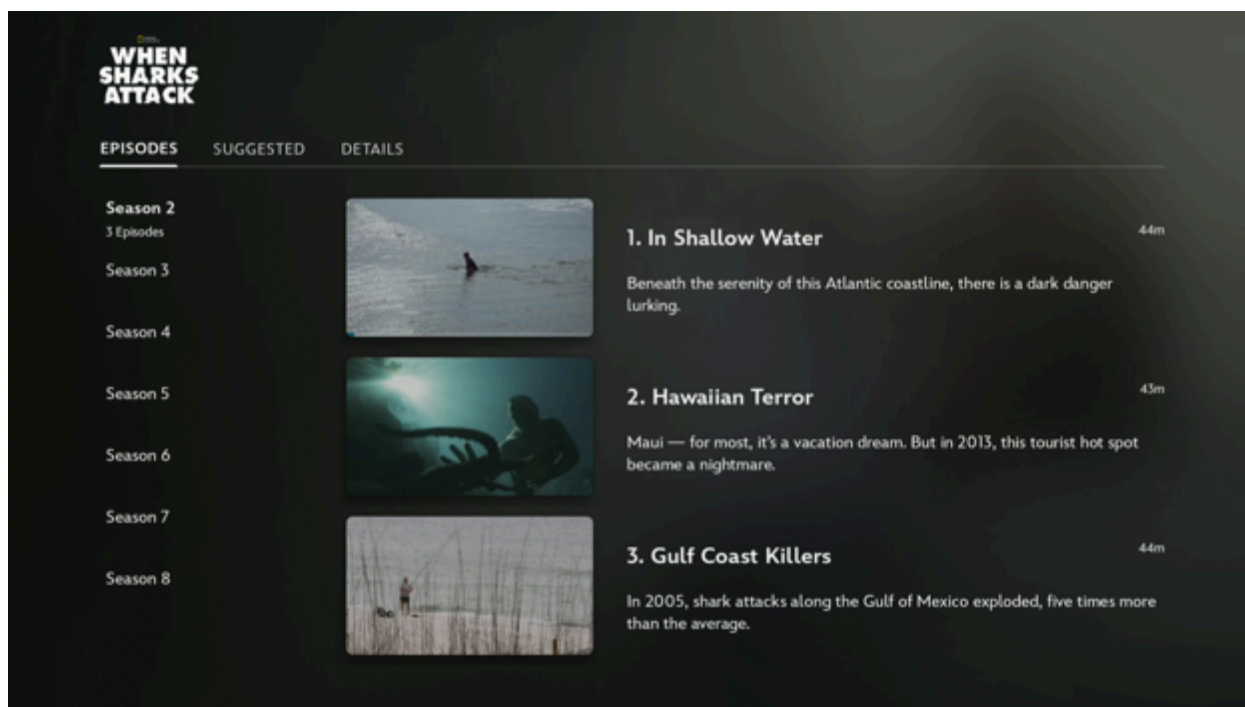 WHEN
SHARKS
ATTACK
EPISODES SUGGESTED DETAILS
Season 2
3 Episodes
Season 3
Season 4
Season 5
Season 6
Season 7
Season 8
1. In Shallow Water
44m
Beneath the serenity of this Atlantic coastline, there is a dark danger
lurking.
2. Hawaiian Terror
43m
Maui — for most, it's a vacation dream. But in 2013, this tourist hot spot
became a nightmare.
3. Gulf Coast Killers
44m
In 2005, shark attacks along the Gulf of Mexico exploded, five times more
than the average.